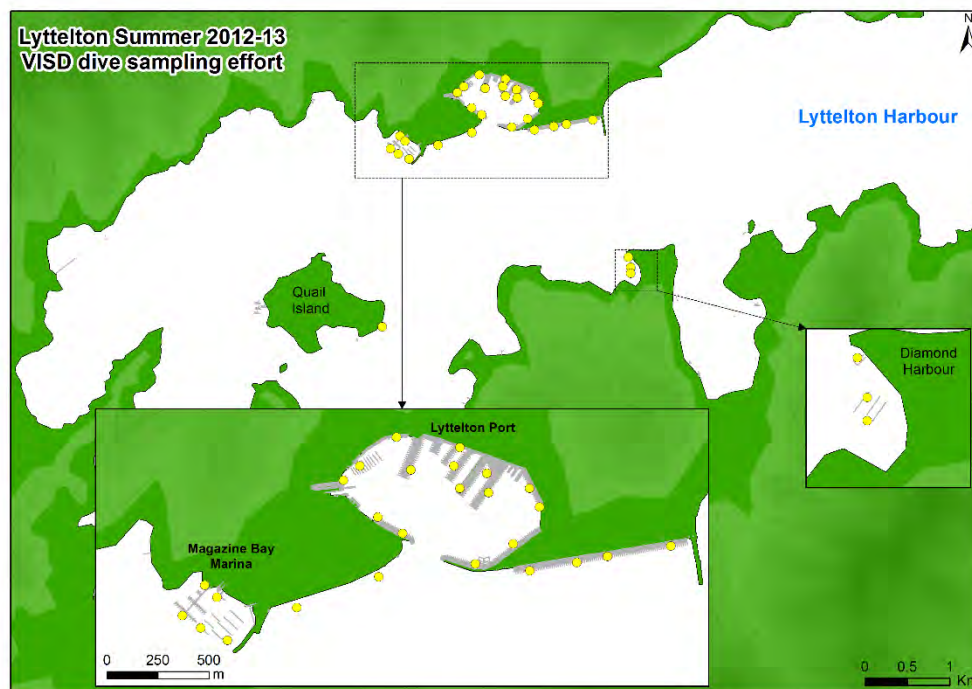 Lyttelton Summer 2012-13
VISD dive sampling effort
N
Lyttelton Harbour
Quail
Island
Diamond
Harbour
Lyttelton Port
Magazine Bay
Marina
0 250 500
m
0 0.5 1
Km